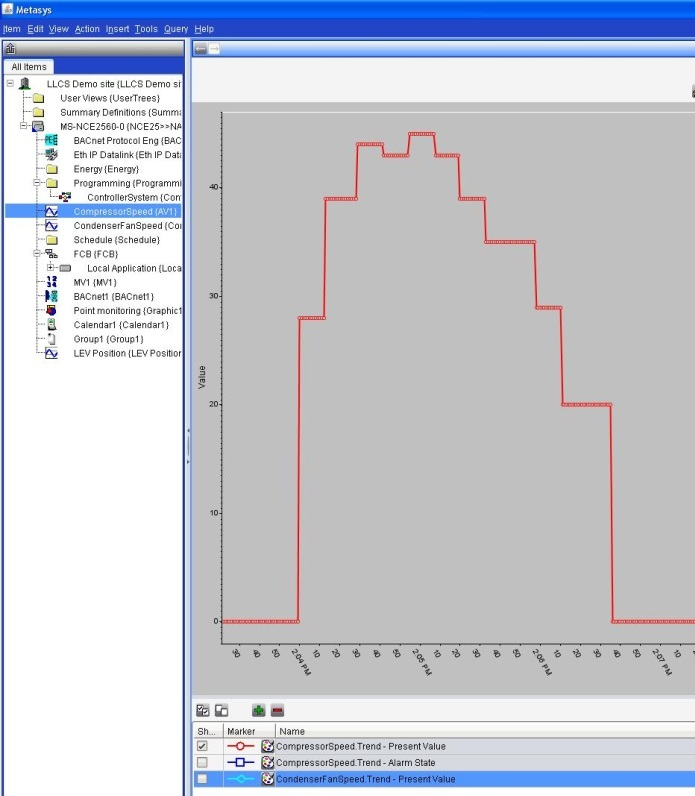 Metasys
Item Edit View Action Insert Tools Query Help
All Items
LLCS Demo site (LLCS Demo si
User Views (UserTrees)
Summary Definitions (Summ
MS-NCE2560-0 (NCE25>>NA
BACnet Protocol Eng (BAC
Eth IP Datalink (Eth IP Data
Energy (Energy)
Programming (Programmi
ControllerSystem (Con
CompressorSpeed (AV1)
CondenserFanSpeed (Co
Schedule (Schedule)
FCB (FCB)
Local Application (Loca
MV1 (MV1)
BACnet1 (BACnet1)
Point monitoring (Graphic1
Calendar1 (Calendar1)
Group1 (Group1)
LEV Position (LEV Position
Value
40
30
20
10
0
30 40 50 2:04 PM 10 20 30 40 50 2:05 PM 10 20 30 40 50 2:06 PM 10 20 30 40 50 2:07 PM 10
Sh... Marker Name
CompressorSpeed.Trend - Present Value
CompressorSpeed.Trend - Alarm State
CondenserFanSpeed.Trend - Present Value